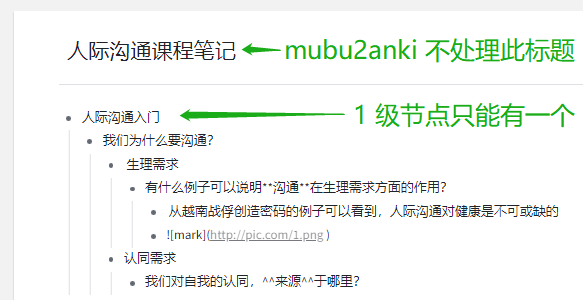 人际沟通课程笔记 mubu2anki 不处理此标题
人际沟通入门 1 级节点只能有一个
我们为什么要沟通?
生理需求
有什么例子可以说明**沟通**在生理需求方面的作用?
从越南战俘创造密码的例子可以看到，人际沟通对健康是不可或缺的
![mark](http://pic.com/1.png )
认同需求
我们对自我的认同，^^来源^^于哪里?